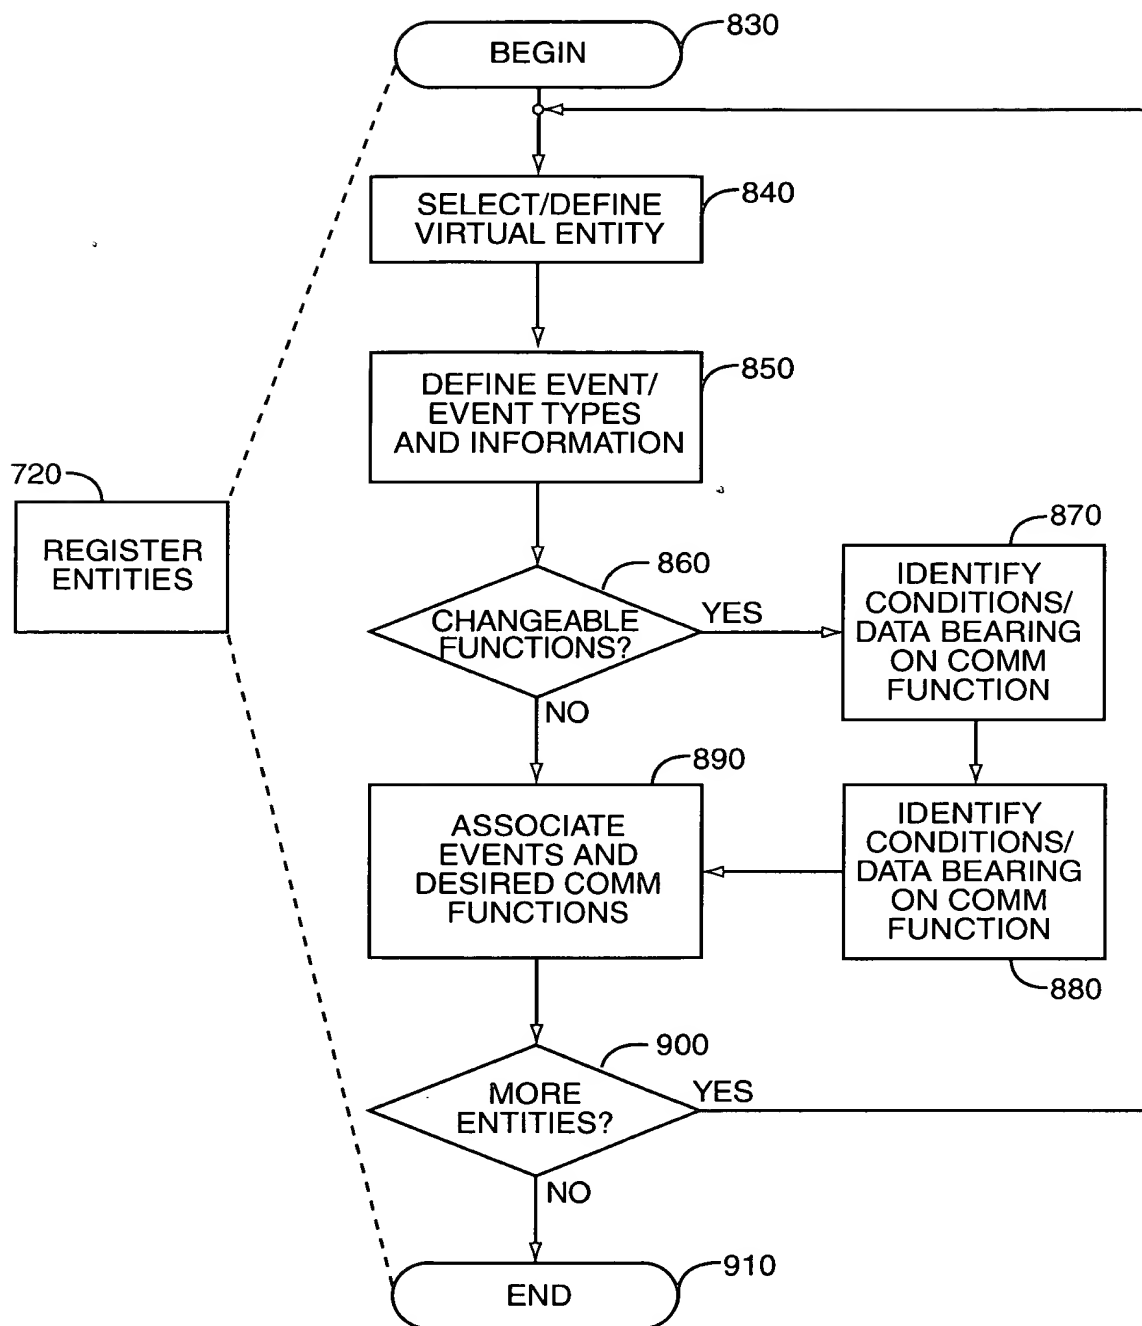 830
BEGIN
840
SELECT/DEFINE
VIRTUAL ENTITY
850
DEFINE EVENT/
EVENT TYPES
AND INFORMATION
720
REGISTER
ENTITIES
860
CHANGEABLE
FUNCTIONS?
YES
NO
870
IDENTIFY
CONDITIONS/
DATA BEARING
ON COMM
FUNCTION
890
ASSOCIATE
EVENTS AND
DESIRED COMM
FUNCTIONS
IDENTIFY
CONDITIONS/
DATA BEARING
ON COMM
FUNCTION
880
900
MORE
ENTITIES?
YES
NO
910
END